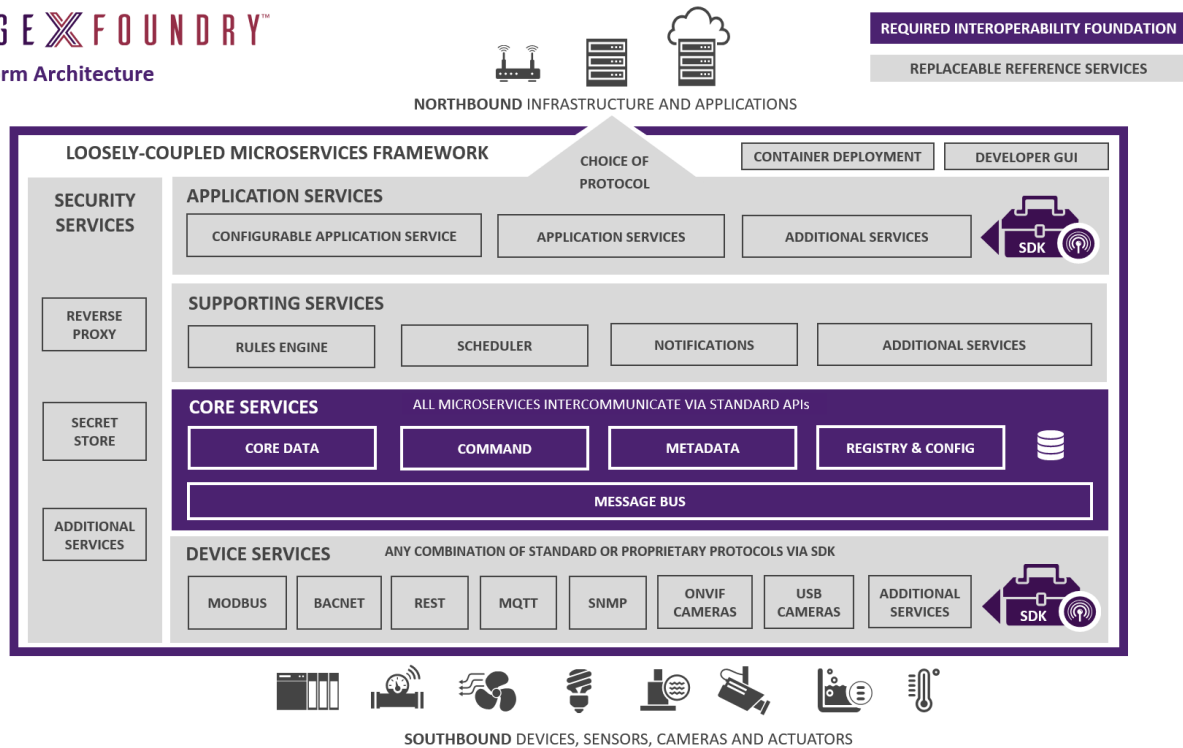 GEXFOUNDRY™
rm Architecture
REQUIRED INTEROPERABILITY FOUNDATION
REPLACEABLE REFERENCE SERVICES
NORTHBOUND INFRASTRUCTURE AND APPLICATIONS
LOOSELY-COUPLED MICROSERVICES FRAMEWORK
CHOICE OF
PROTOCOL
CONTAINER DEPLOYMENT
DEVELOPER GUI
SECURITY
SERVICES
REVERSE
PROXY
SECRET
STORE
ADDITIONAL
SERVICES
APPLICATION SERVICES
CONFIGURABLE APPLICATION SERVICE
APPLICATION SERVICES
ADDITIONAL SERVICES
SDK
SUPPORTING SERVICES
RULES ENGINE
SCHEDULER
NOTIFICATIONS
ADDITIONAL SERVICES
CORE SERVICES
ALL MICROSERVICES INTERCOMMUNICATE VIA STANDARD APIs
CORE DATA
COMMAND
METADATA
REGISTRY & CONFIG
MESSAGE BUS
DEVICE SERVICES
ANY COMBINATION OF STANDARD OR PROPRIETARY PROTOCOLS VIA SDK
MODBUS
BACNET
REST
MQTT
SNMP
ONVIF
CAMERAS
USB
CAMERAS
ADDITIONAL
SERVICES
SDK
SOUTHBOUND DEVICES, SENSORS, CAMERAS AND ACTUATORS